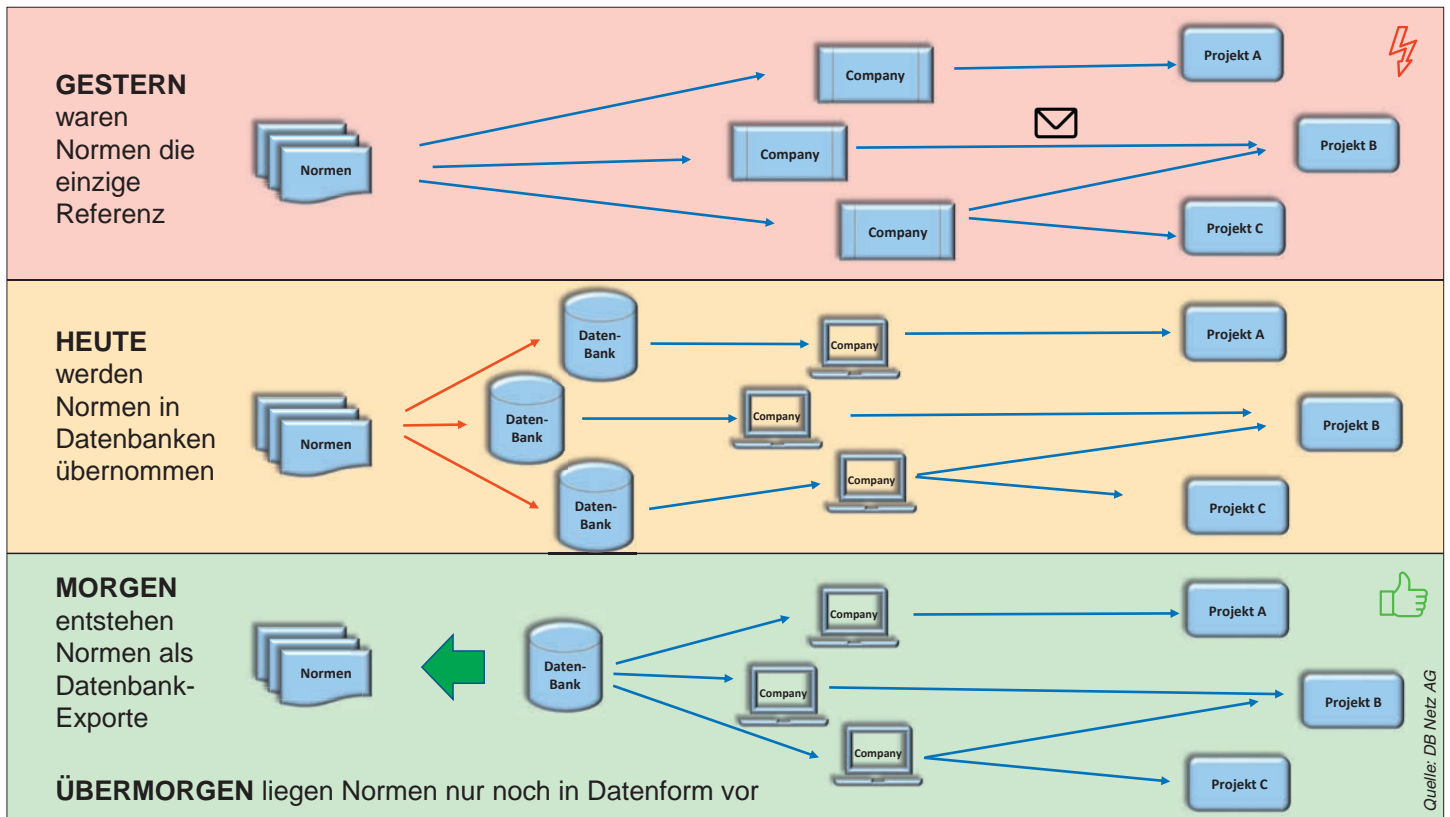 GESTERN
waren
Normen die
einzige
Referenz
Normen
Company
Company
Company
Projekt A
Projekt B
Projekt C
HEUTE
werden
Normen in
Datenbanken
übernommen
Normen
Daten-
Bank
Daten-
Bank
Daten-
Bank
Company
Company
Company
Projekt A
Projekt B
Projekt C
MORGEN
entstehen
Normen als
Datenbank-
Exporte
Normen
Daten-
Bank
Company
Company
Company
Projekt A
Projekt B
Projekt C
ÜBERMORGEN liegen Normen nur noch in Datenform vor
Quelle: DB Netz AG